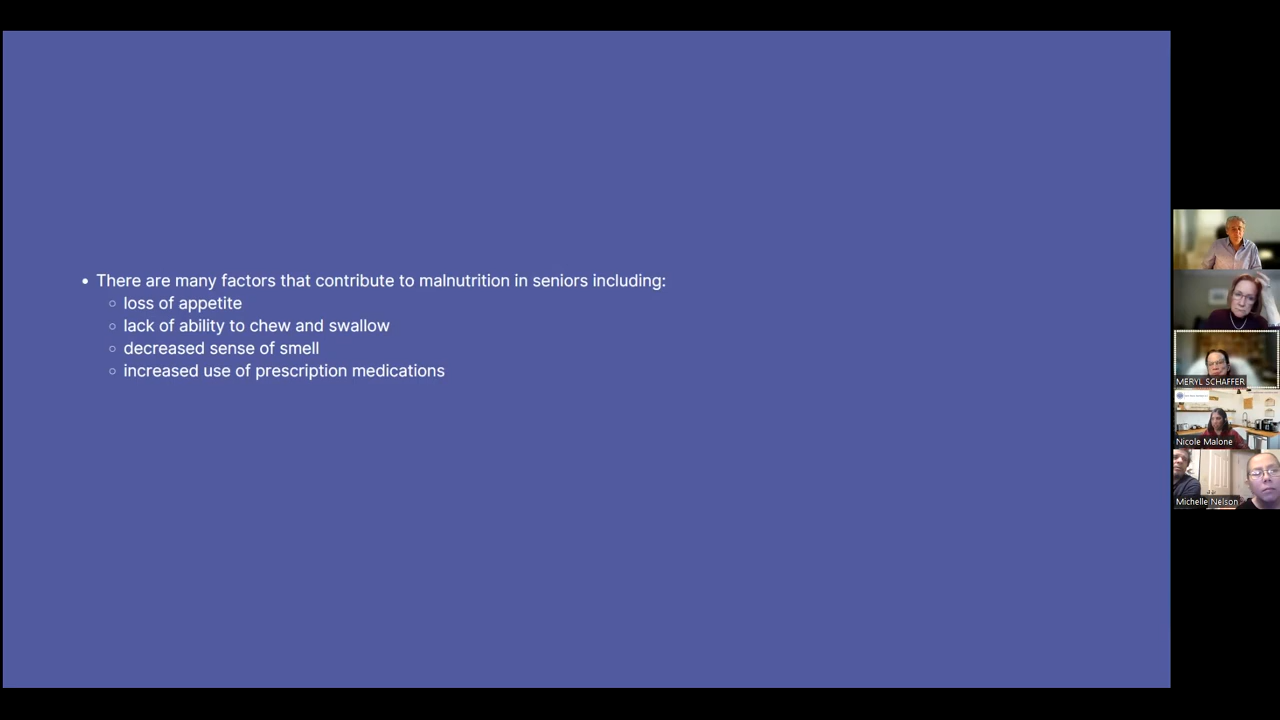 • There are many factors that contribute to malnutrition in seniors including:
○ loss of appetite
○ lack of ability to chew and swallow
○ decreased sense of smell
○ increased use of prescription medications
MERYL SCHAFFER
Nicole Malone
Michelle Nelson